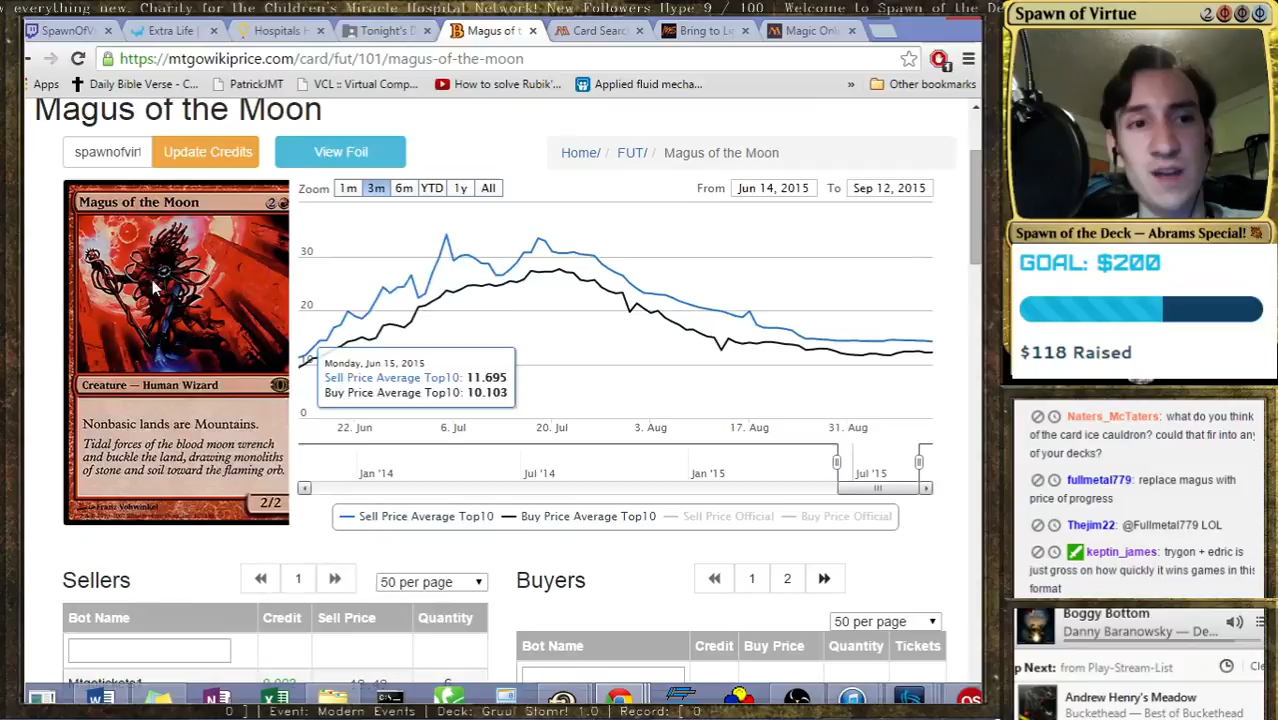 everything new. Charity for the Children's Miracle Hospital Network! New Followers Hype 9 / 100 | Welcome to Spawn of the De
SpawnOfV
Extra Life |
Hospitals H
Tonight's D
Magus of t
Card Searc
Bring to Li
Magic Onli
https://mtgowikiprice.com/card/fut/101/magus-of-the-moon
Apps
Daily Bible Verse - C...
PatrickJMT
VCL :: Virtual Comp...
How to solve Rubik'...
Applied fluid mecha...
»
Other bookmarks
Magus of the Moon
spawnofvirt
Update Credits
View Foil
Home/ FUT/ Magus of the Moon
Zoom 1m 3m 6m YTD 1y All
From Jun 14, 2015 To Sep 12, 2015
Magus of the Moon 2
Creature — Human Wizard
Nonbasic lands are Mountains.
Tidal forces of the blood moon wrench
and buckle the land, drawing monoliths
of stone and soil toward the flaming orb.
Franz Vohwinkel
2/2
30
20
10
0
Monday, Jun 15, 2015
Sell Price Average Top10: 11.695
Buy Price Average Top10: 10.103
22. Jun 6. Jul 20. Jul 3. Aug 17. Aug 31. Aug
Jan '14 Jul '14 Jan '15 Jul '15
Sell Price Average Top10 Buy Price Average Top10 Sell Price Official Buy Price Official
Sellers
1
50 per page
Bot Name Credit Sell Price Quantity
Buyers
1 2
50 per page
Bot Name Credit Buy Price Quantity Tickets
Spawn of Virtue 2
Spawn of the Deck — Abrams Special!
GOAL: $200
$118 Raised
Naters_McTaters: what do you think
of the card ice cauldron? could that fir into any
of your decks?
fullmetal779: replace magus with
price of progress
Thejim22: @Fullmetal779 LOL
keptin_james: trygon + edric is
just gross on how quickly it wins games in this
format
Boggy Bottom
Danny Baranowsky — De...
p Next: from Play-Stream-List
Cle
Andrew Henry's Meadow
Buckethead — Best of Buckethead
0 ] | Event: Modern Events | Deck: Gruul Stomp! 1.0 | Record: [ 0